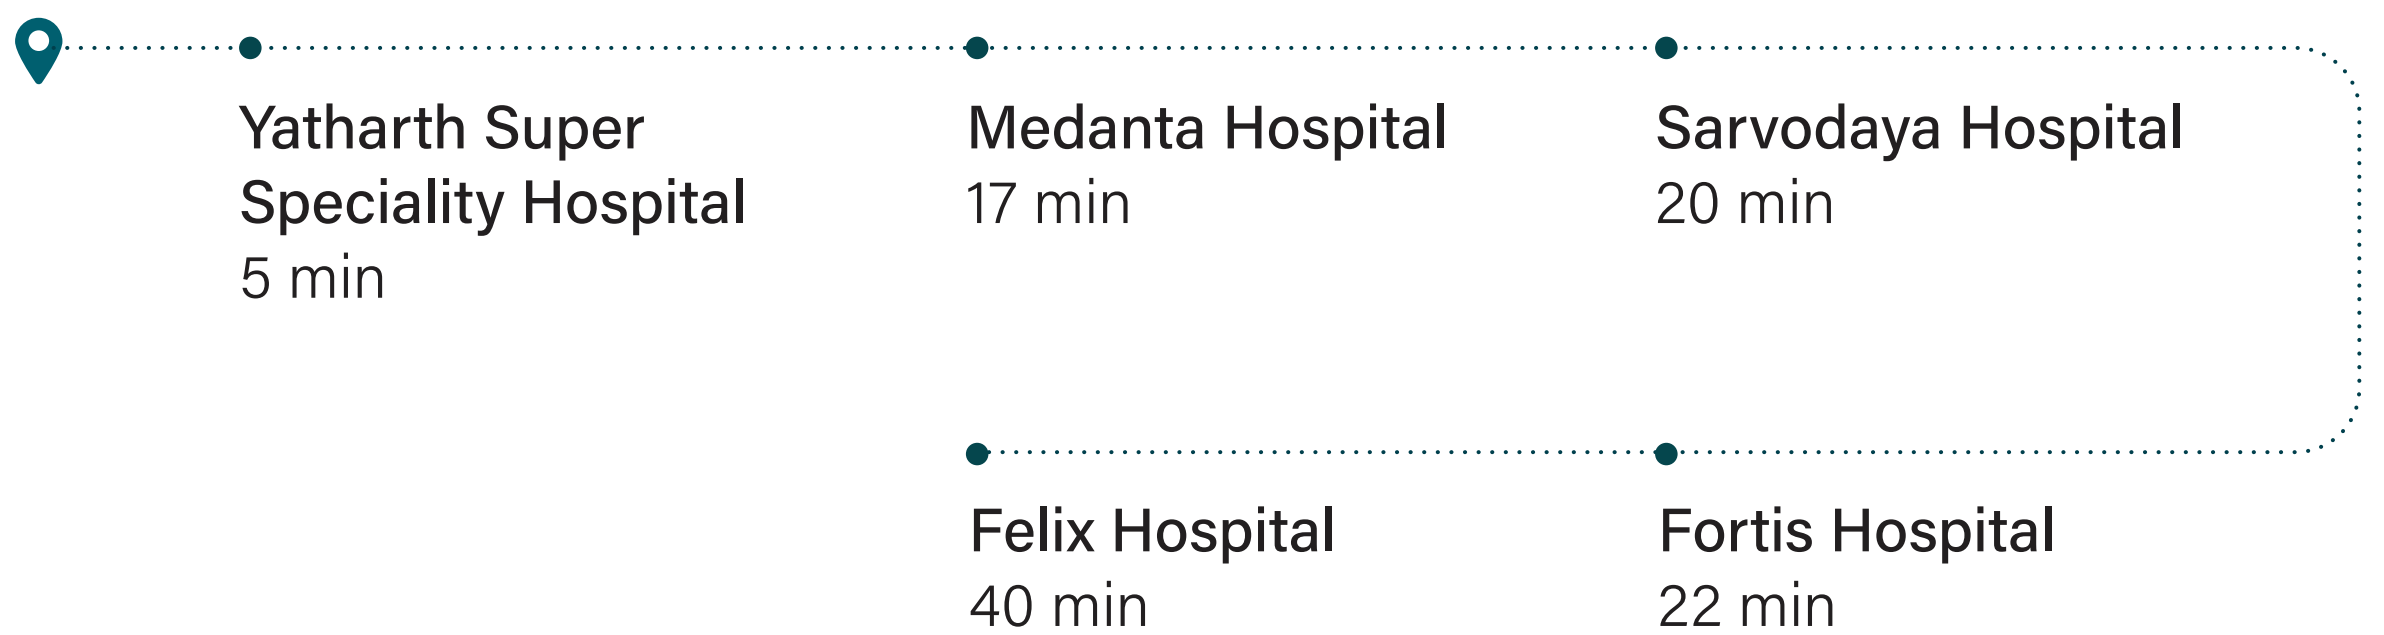 Yatharth Super
Speciality Hospital
5 min
Medanta Hospital
17 min
Sarvodaya Hospital
20 min
Felix Hospital
40 min
Fortis Hospital
22 min